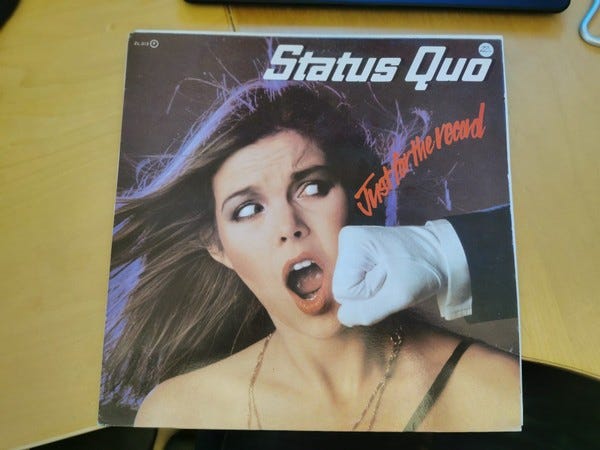 Status Quo
Just for the record